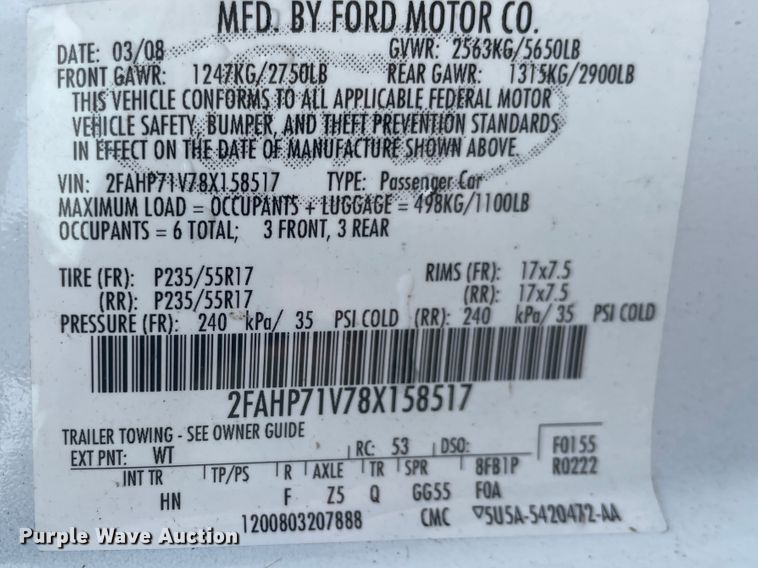 MFD. BY FORD MOTOR CO.
DATE: 03/08 GVWR: 2563KG/5650LB
FRONT GAWR: 1247KG/2750LB REAR GAWR: 1315KG/2900LB
THIS VEHICLE CONFORMS TO ALL APPLICABLE FEDERAL MOTOR
VEHICLE SAFETY, BUMPER, AND THEFT PREVENTION STANDARDS
IN EFFECT ON THE DATE OF MANUFACTURE SHOWN ABOVE.
VIN: 2FAHP71V78X158517 TYPE: Passenger Car
MAXIMUM LOAD = OCCUPANTS + LUGGAGE = 498KG/1100LB
OCCUPANTS = 6 TOTAL; 3 FRONT, 3 REAR
TIRE (FR): P235/55R17 RIMS (FR): 17x7.5
(RR): P235/55R17 (RR): 17x7.5
PRESSURE (FR): 240 kPa/ 35 PSI COLD (RR): 240 kPa/ 35 PSI COLD
2FAHP71V78X158517
TRAILER TOWING - SEE OWNER GUIDE
EXT PNT: WT RC: 53 DSO: F0155
R0222
INT TR TP/PS R AXLE TR SPR 8FB1P
HN F Z5 Q GG55 F0A
1200803207888 CMC ▽5U5A-5420472-AA
Purple Wave Auction